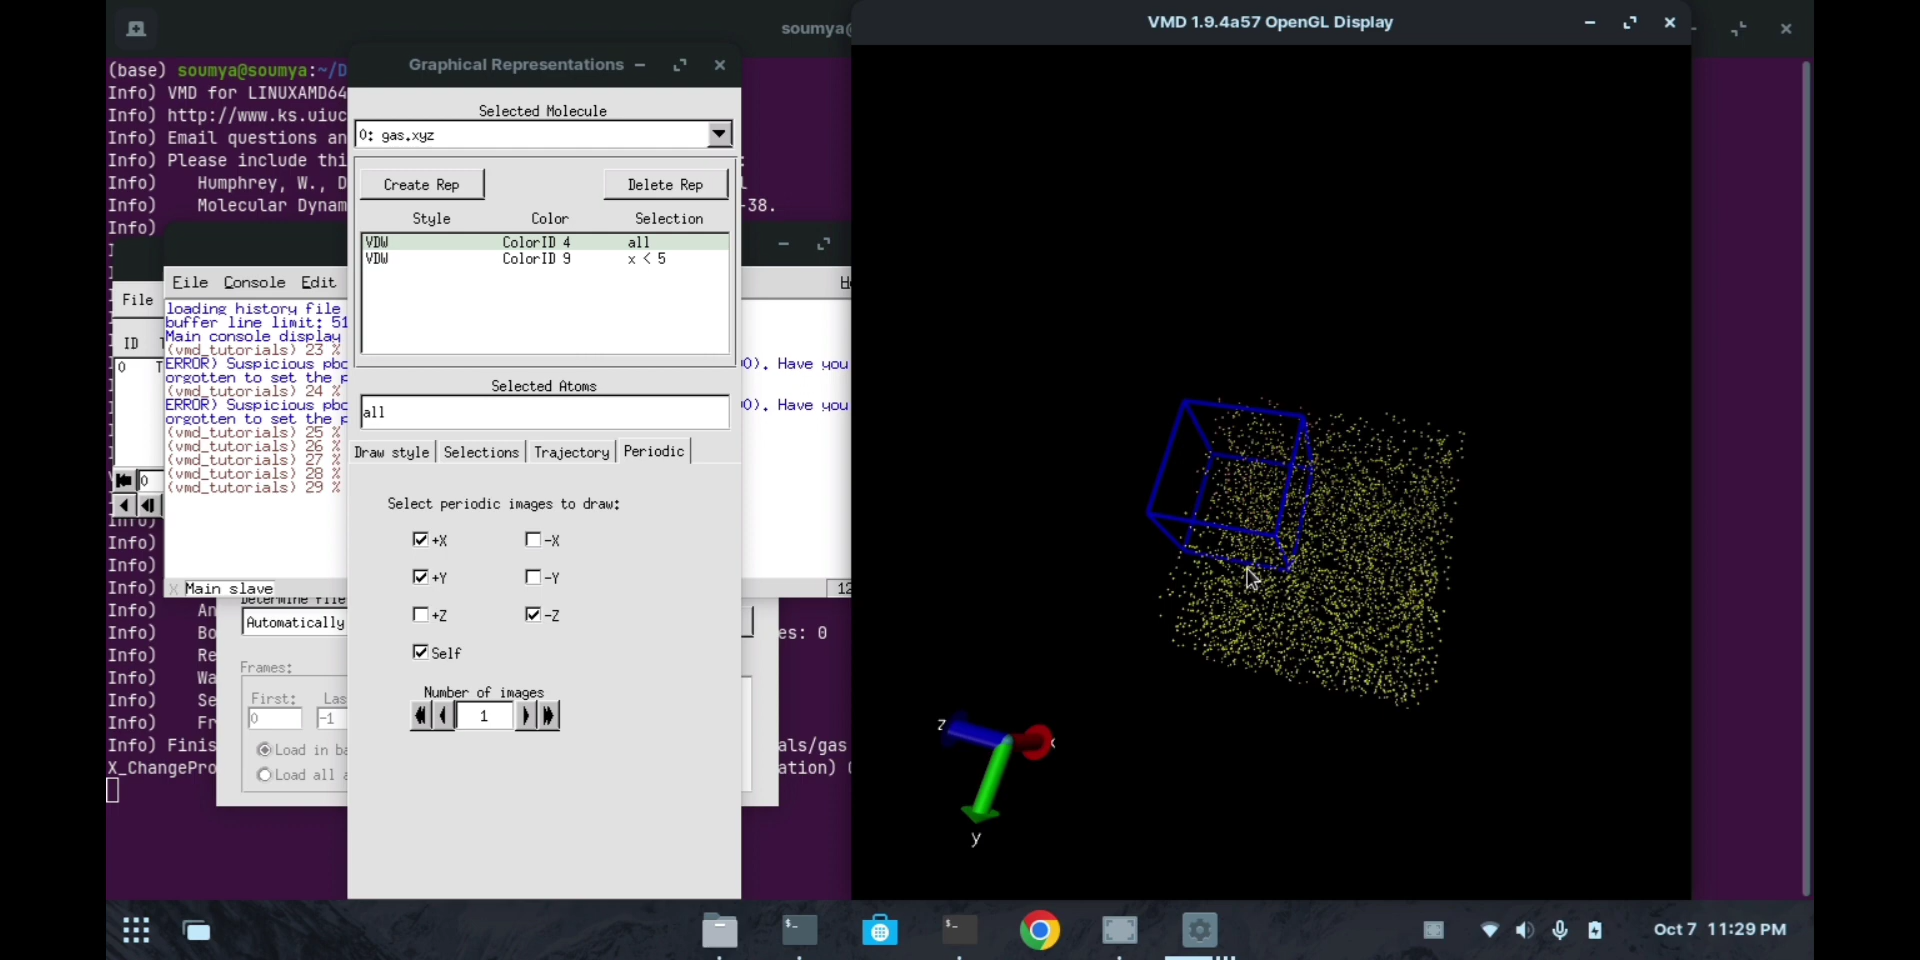 soumya@
(base) soumya@soumya:~/D
Info) VMD for LINUXAMD64
Info) http://www.ks.uiuc
Info) Email questions an
Info) Please include thi
Info)    Humphrey, W., D
Info)    Molecular Dynam
-38.
Info)
Graphical Representations
Selected Molecule
0: gas.xyz
Create Rep
Delete Rep
Style Color Selection
VDW ColorID 4 all
VDW ColorID 9 x < 5
Selected Atoms
all
Draw style Selections Trajectory Periodic
Select periodic images to draw:
+X -X
+Y -Y
+Z -Z
Self
Number of images
1
File Console Edit
File
ID
0 T
0
loading history file
buffer line limit: 51
Main console display
(vmd_tutorials) 23 %
ERROR) Suspicious pbc
0). Have you
orgotten to set the p
(vmd_tutorials) 24 %
ERROR) Suspicious pbc
0). Have you
orgotten to set the p
(vmd_tutorials) 25 %
(vmd_tutorials) 26 %
(vmd_tutorials) 27 %
(vmd_tutorials) 28 %
(vmd_tutorials) 29 %
Main slave
12
Info)
Info)
Info)
Info)
Info) An
Info) Bo
es: 0
Info) Re
Info) Wa
Info) Se
Info) Fr
Info) Finis
als/gas
X_ChangePro
ation)
Automatically
Frames:
First: Las
0 -1
Load in ba
Load all a
VMD 1.9.4a57 OpenGL Display
z
x
y
Oct 7 11:29 PM